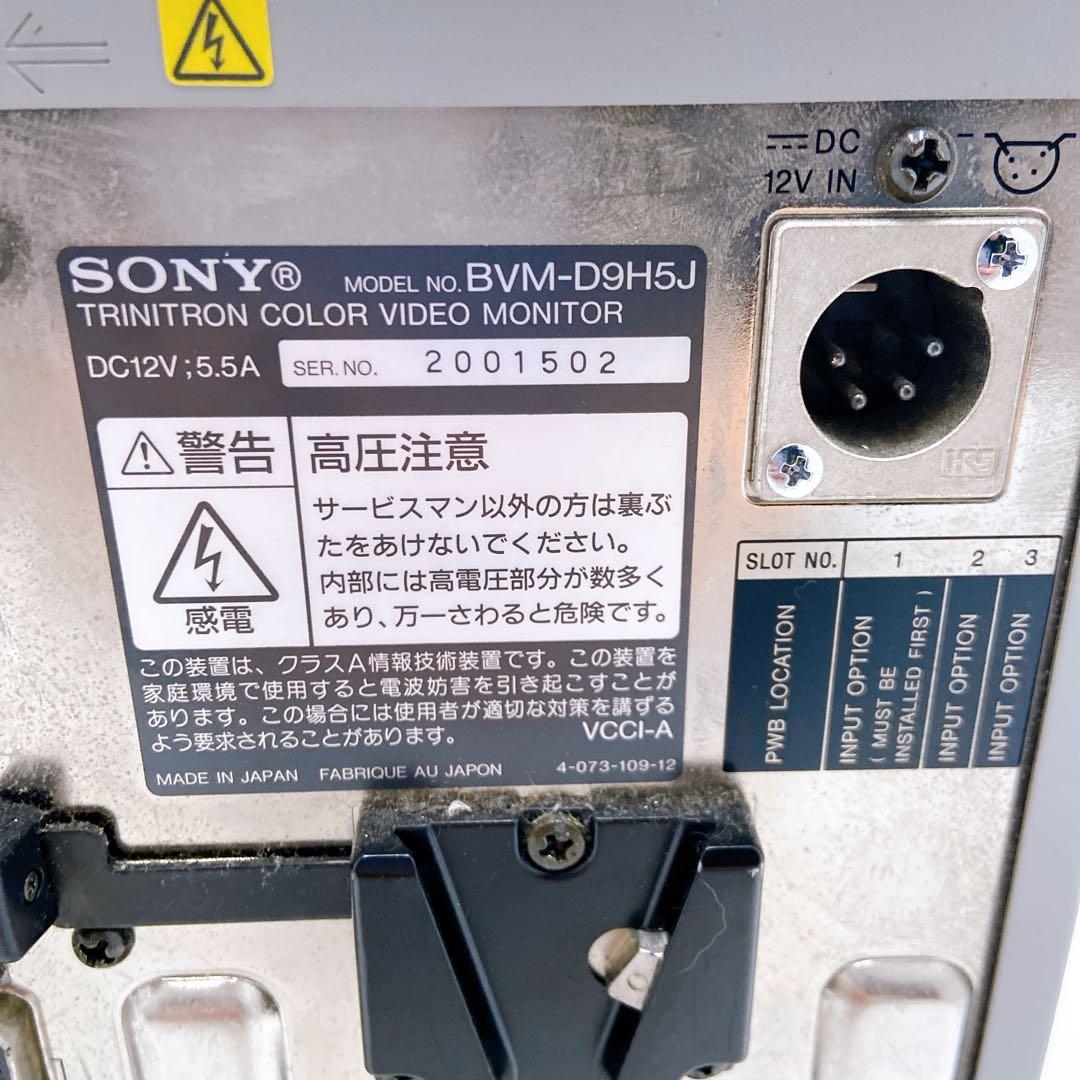 DC
12V IN
SONY® MODEL NO. BVM-D9H5J
TRINITRON COLOR VIDEO MONITOR
DC12V ; 5.5A SER. NO. 2001502
警告
高圧注意
サービスマン以外の方は裏ぶ
たをあけないでください。
内部には高電圧部分が数多く
あり、万一さわると危険です。
感電
この装置は、クラスA情報技術装置です。この装置を
家庭環境で使用すると電波妨害を引き起こすことが
あります。この場合には使用者が適切な対策を講ずる
よう要求されることがあります。 VCCI-A
MADE IN JAPAN FABRIQUE AU JAPON 4-073-109-12
HRS
SLOT NO. 1 2 3
PWB LOCATION
INPUT OPTION
( MUST BE
INSTALLED FIRST )
INPUT OPTION
INPUT OPTION